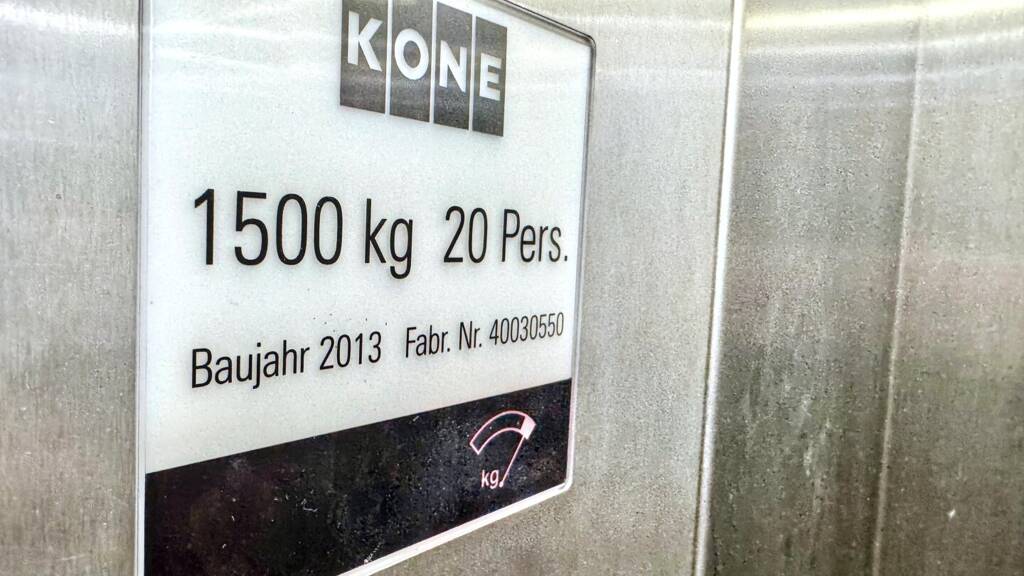 KONE
1500 kg 20 Pers.
Baujahr 2013 Fabr. Nr. 40030550
kg